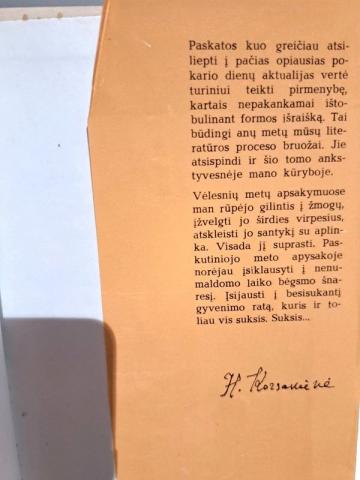 Paskatos kuo greičiau atsi-
liepti į pačias opiausias po-
kario dienų aktualijas vertė
turiniui teikti pirmenybę,
kartais nepakankamai išto-
bulinant formos išraišką. Tai
būdingi anų metų mūsų lite-
ratūros proceso bruožai. Jie
atsispindi ir šio tomo anks-
tyvesnėje mano kūryboje.
Vėlesnių metų apsakymuose
man rūpėjo gilintis į žmogų,
įžvelgti jo širdies virpesius,
atskleisti jo santykį su aplin-
ka. Visada jį suprasti. Pas-
kutiniojo meto apysakoje
norėjau įsiklausyti į nenu-
maldomo laiko bėgsmo šna-
resį. Įsijausti į besisukantį
gyvenimo ratą, kuris ir to-
liau vis suksis. Suksis...
H. Korsakienė